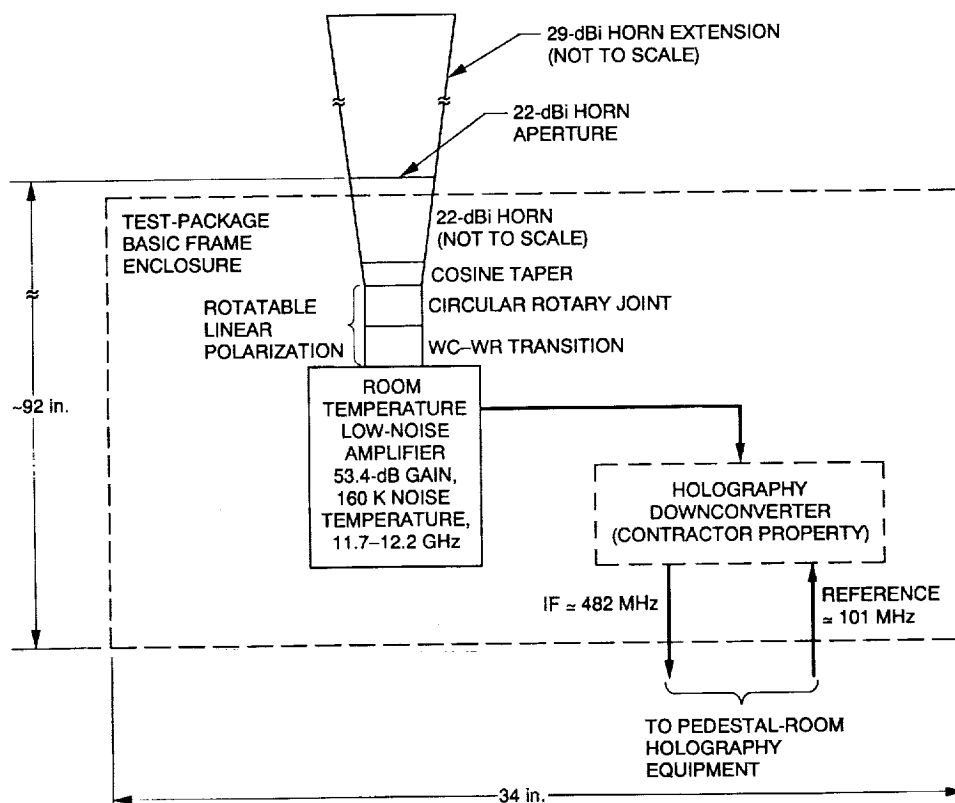 29-dBi HORN EXTENSION
(NOT TO SCALE)
22-dBi HORN
APERTURE
TEST-PACKAGE
BASIC FRAME
ENCLOSURE
22-dBi HORN
(NOT TO SCALE)
COSINE TAPER
ROTATABLE
LINEAR
POLARIZATION
CIRCULAR ROTARY JOINT
WC–WR TRANSITION
~92 in.
ROOM
TEMPERATURE
LOW-NOISE
AMPLIFIER
53.4-dB GAIN,
160 K NOISE
TEMPERATURE,
11.7–12.2 GHz
HOLOGRAPHY
DOWNCONVERTER
(CONTRACTOR PROPERTY)
IF ≃ 482 MHz
REFERENCE
≃ 101 MHz
TO PEDESTAL-ROOM
HOLOGRAPHY
EQUIPMENT
34 in.